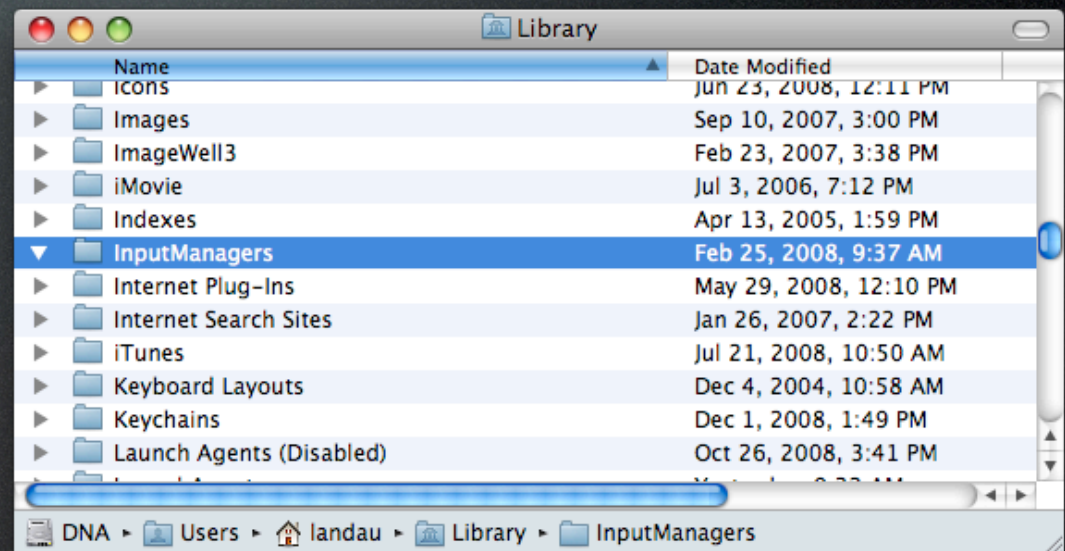 Library
Name Date Modified
Icons Jun 23, 2008, 12:11 PM
Images Sep 10, 2007, 3:00 PM
ImageWell3 Feb 23, 2007, 3:38 PM
iMovie Jul 3, 2006, 7:12 PM
Indexes Apr 13, 2005, 1:59 PM
InputManagers Feb 25, 2008, 9:37 AM
Internet Plug-Ins May 29, 2008, 12:10 PM
Internet Search Sites Jan 26, 2007, 2:22 PM
iTunes Jul 21, 2008, 10:50 AM
Keyboard Layouts Dec 4, 2004, 10:58 AM
Keychains Dec 1, 2008, 1:49 PM
Launch Agents (Disabled) Oct 26, 2008, 3:41 PM
DNA Users landau Library InputManagers